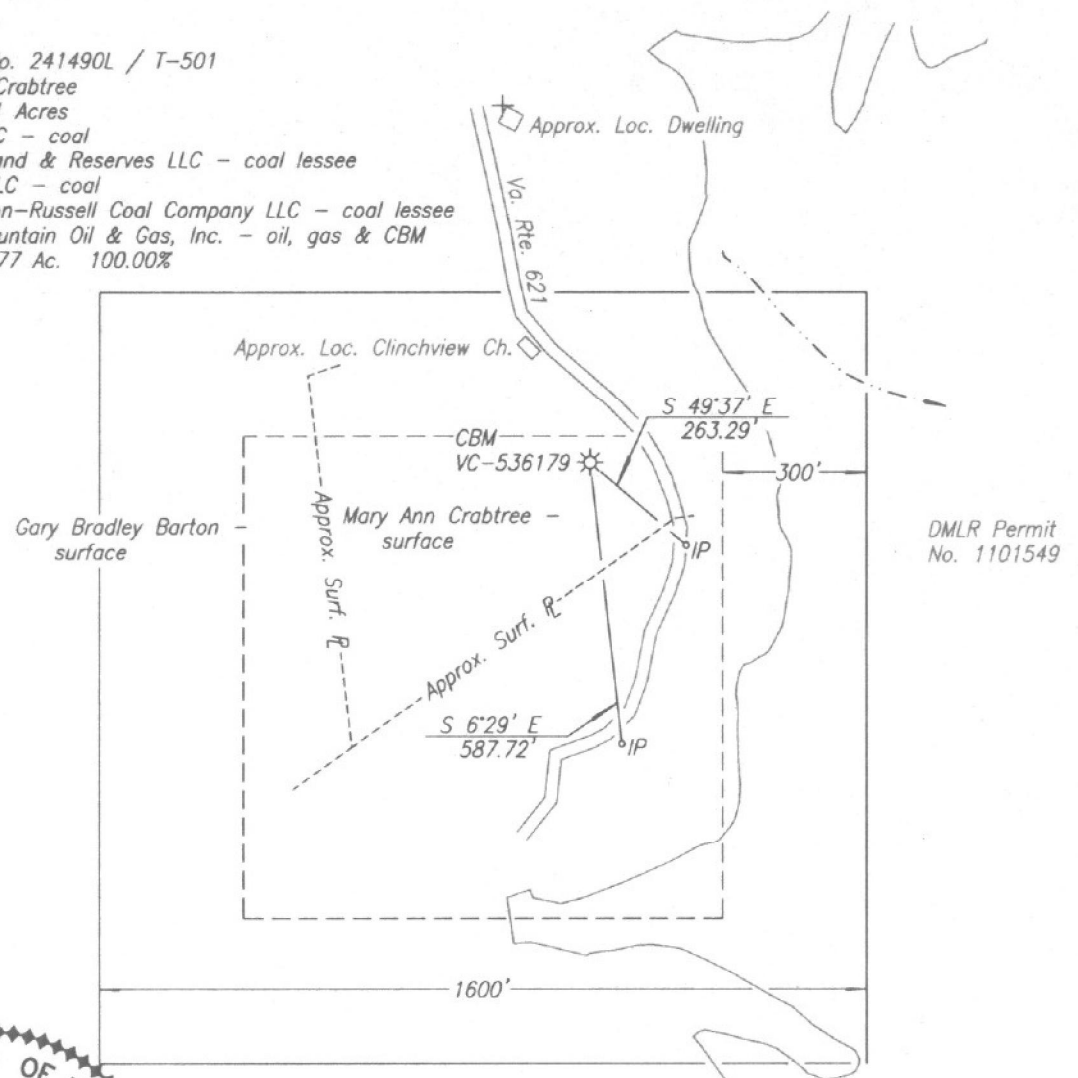 o. 241490L / T-501
Crabtree
Acres
C - coal
and & Reserves LLC - coal lessee
LC - coal
on-Russell Coal Company LLC - coal lessee
untain Oil & Gas, Inc. - oil, gas & CBM
77 Ac. 100.00%
Approx. Loc. Dwelling
Va. Rte. 621
Approx. Loc. Clinchview Ch.
S 49°37' E
263.29'
CBM
VC-536179
300'
Gary Bradley Barton -
surface
Approx. Surf. PL
Mary Ann Crabtree -
surface
IP
DMLR Permit
No. 1101549
Approx. Surf. PL
S 6°29' E
587.72'
IP
1600'
OF